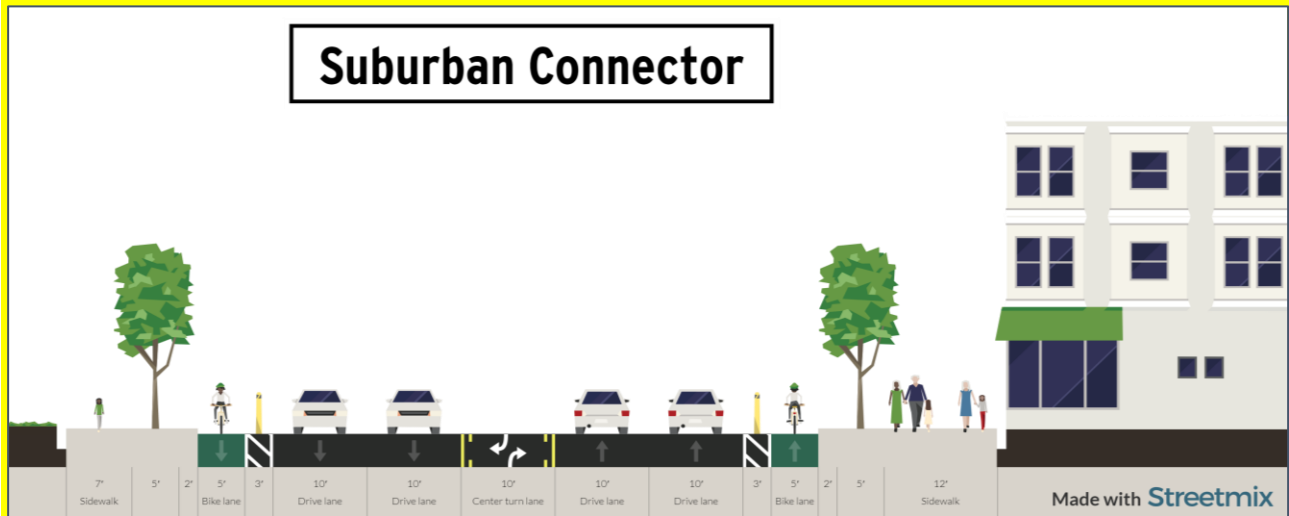 Suburban Connector
7' 5' 2' 5' 3' 10' 10' 10' 10' 10' 3' 5' 2' 5' 12'
Sidewalk Bike lane Drive lane Drive lane Center turn lane Drive lane Drive lane Bike lane Sidewalk
Made with Streetmix